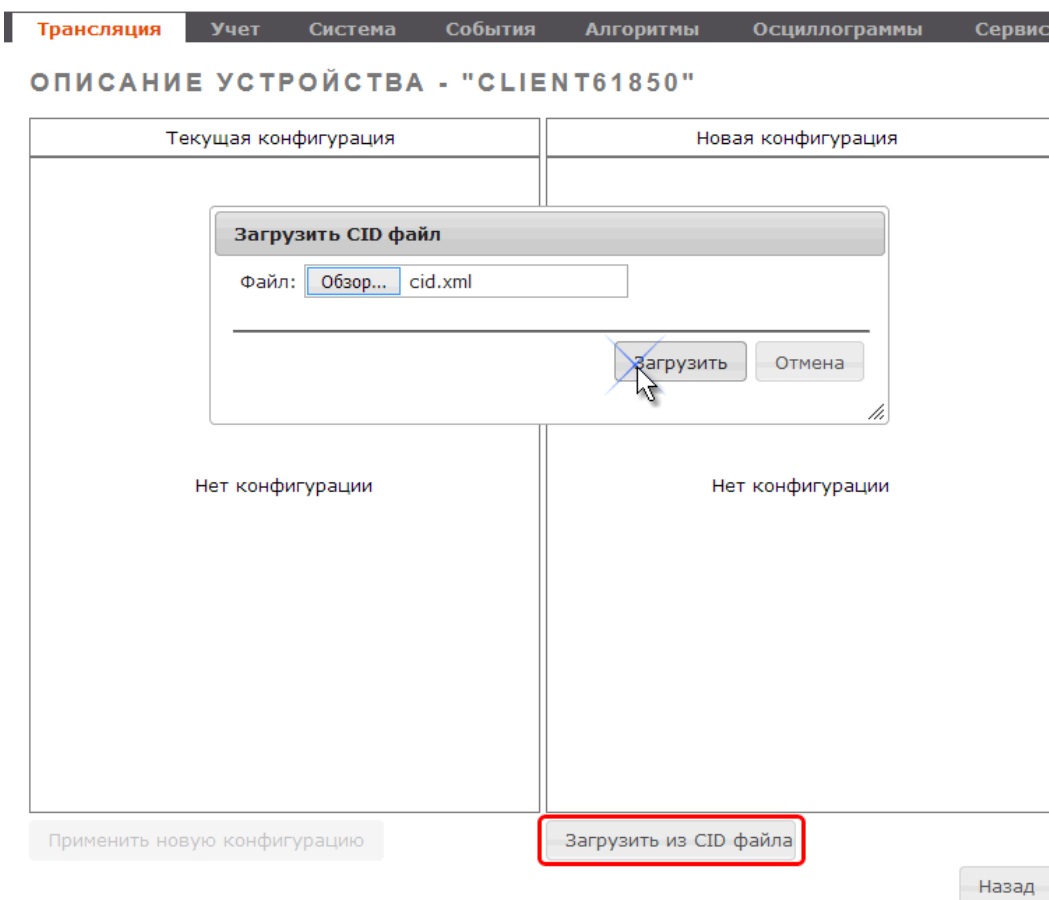 Трансляция Учет Система События Алгоритмы Осциллограммы Сервис
ОПИСАНИЕ УСТРОЙСТВА - "CLIENT61850"
Текущая конфигурация Новая конфигурация
Загрузить CID файл
Файл: Обзор... cid.xml
Загрузить Отмена
Нет конфигурации Нет конфигурации
Применить новую конфигурацию Загрузить из CID файла
Назад